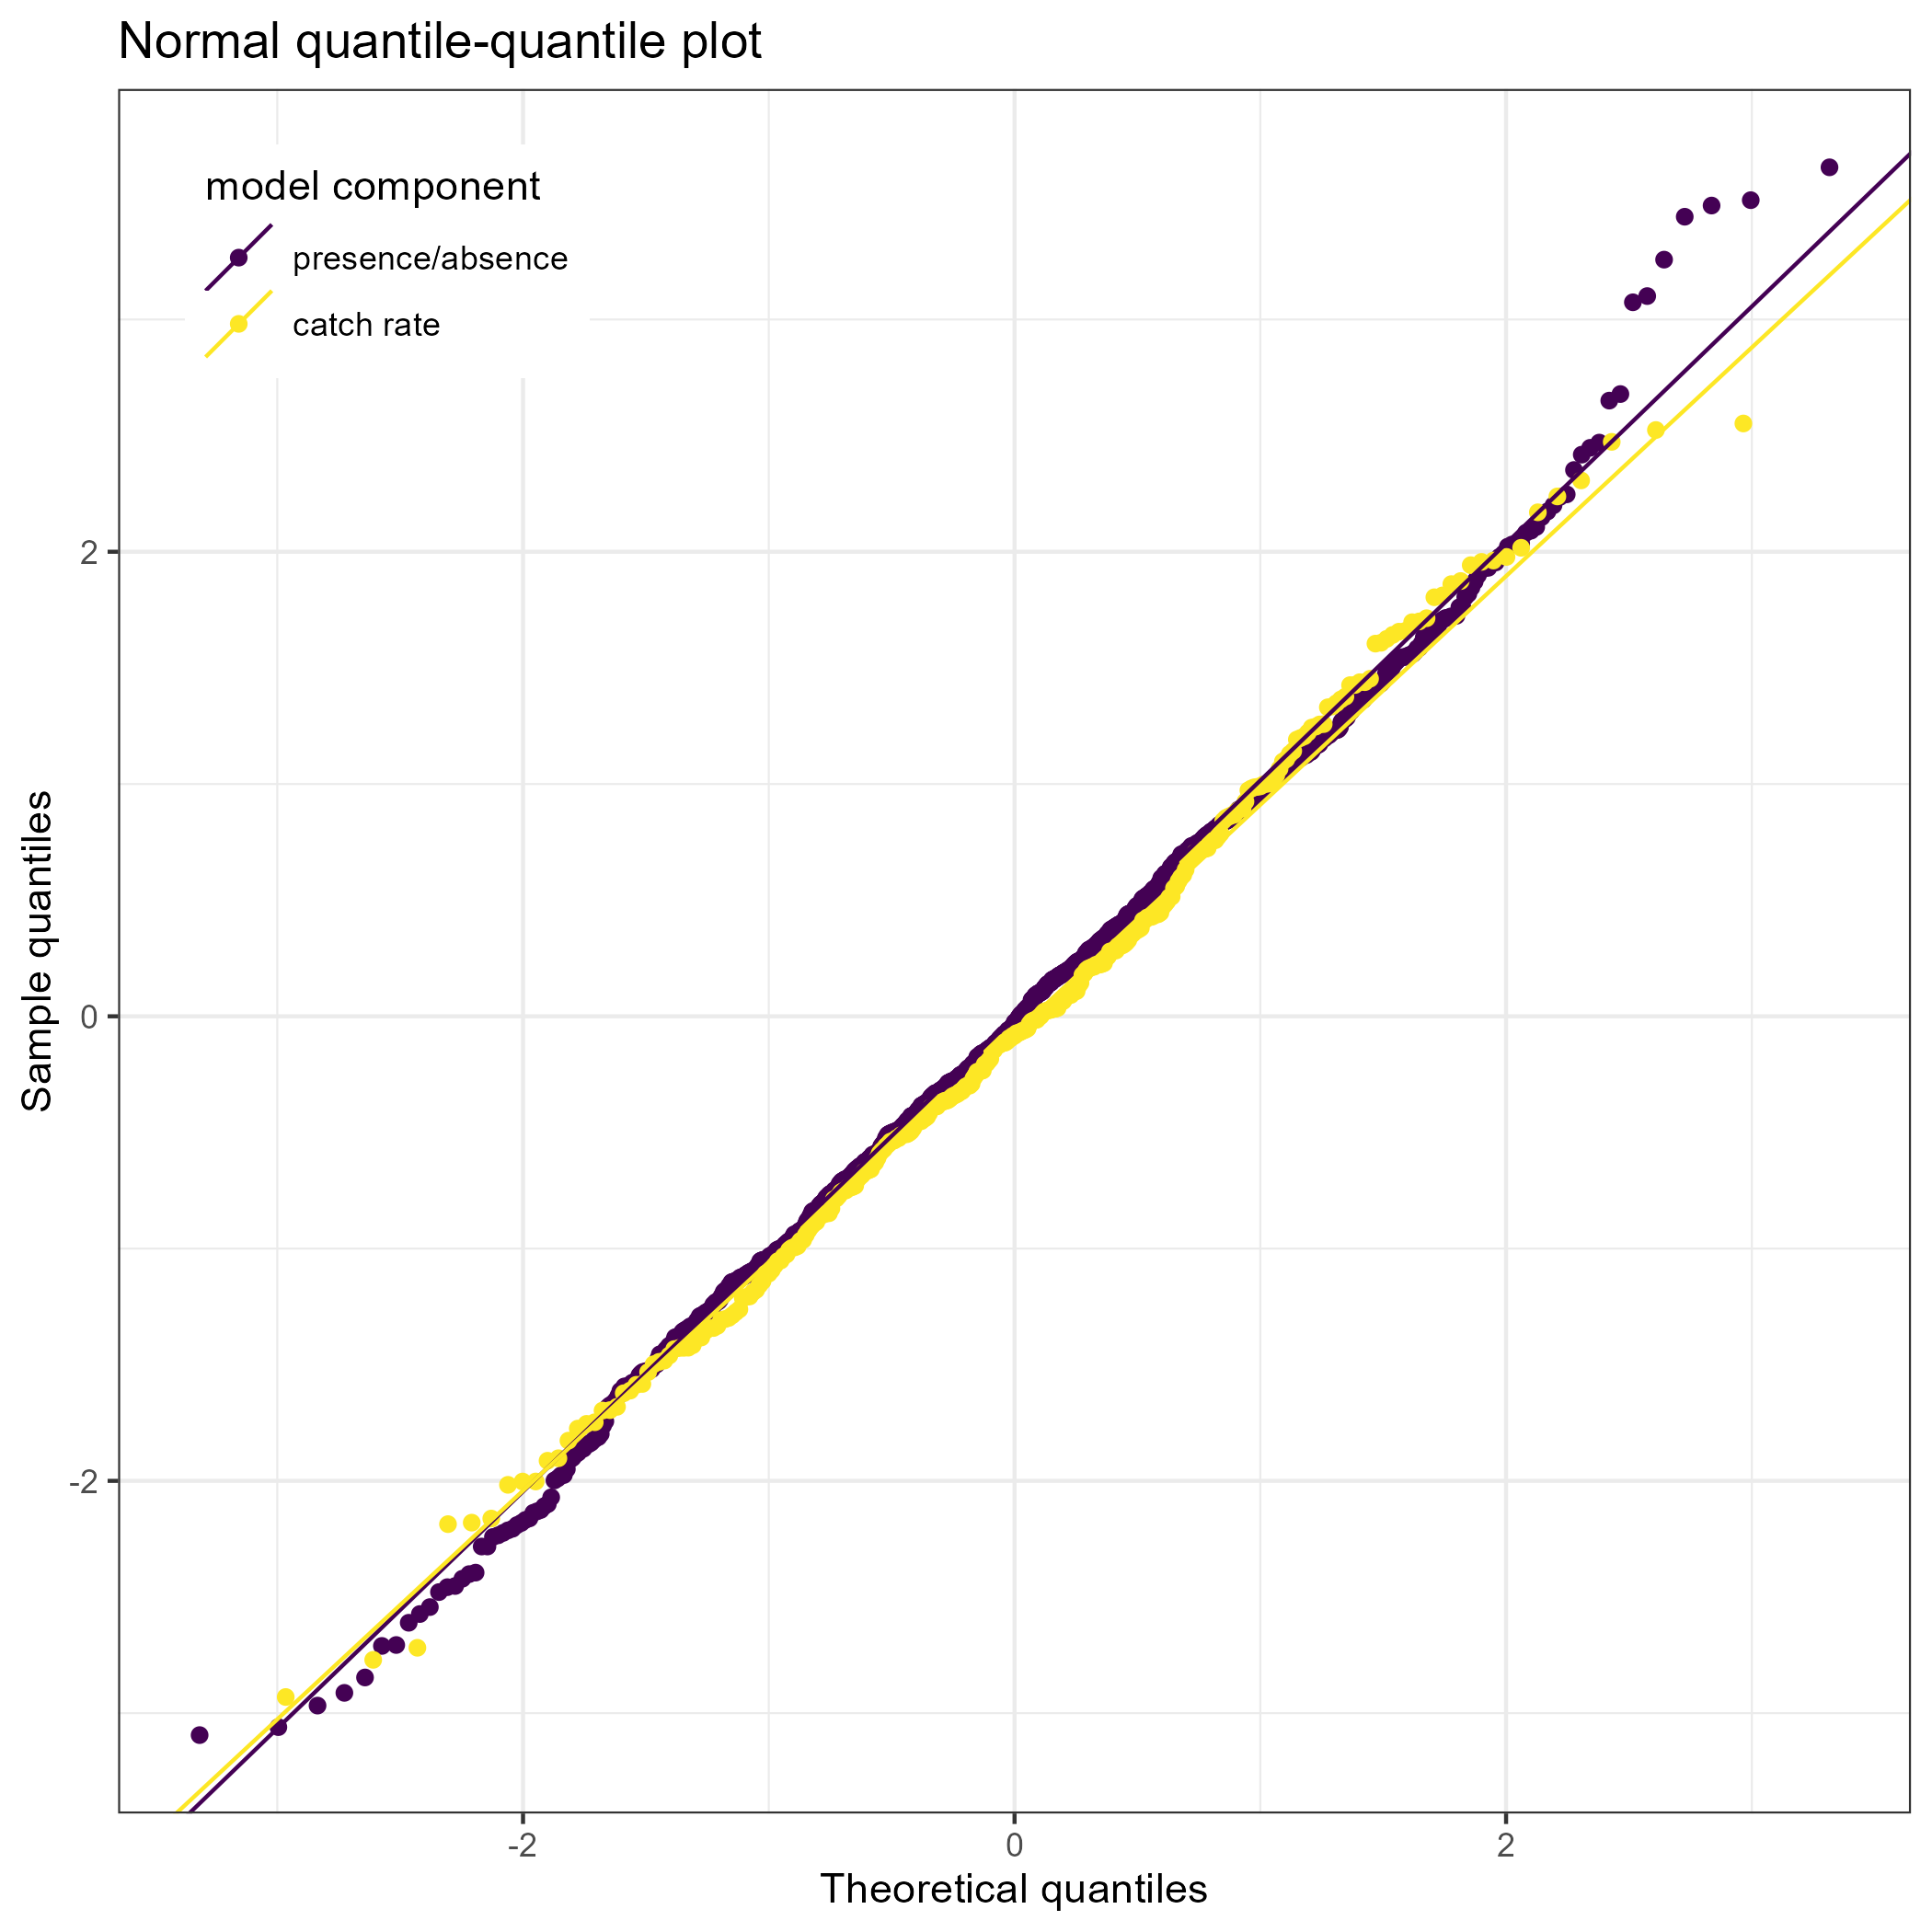 Normal quantile-quantile plot
model component
presence/absence
catch rate
Sample quantiles
2
0
-2
-2
0
2
Theoretical quantiles